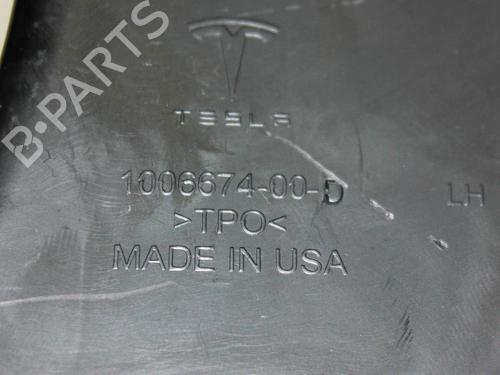 B·PARTS
TESLA
1006674-00-D LH
>TPO<
MADE IN USA